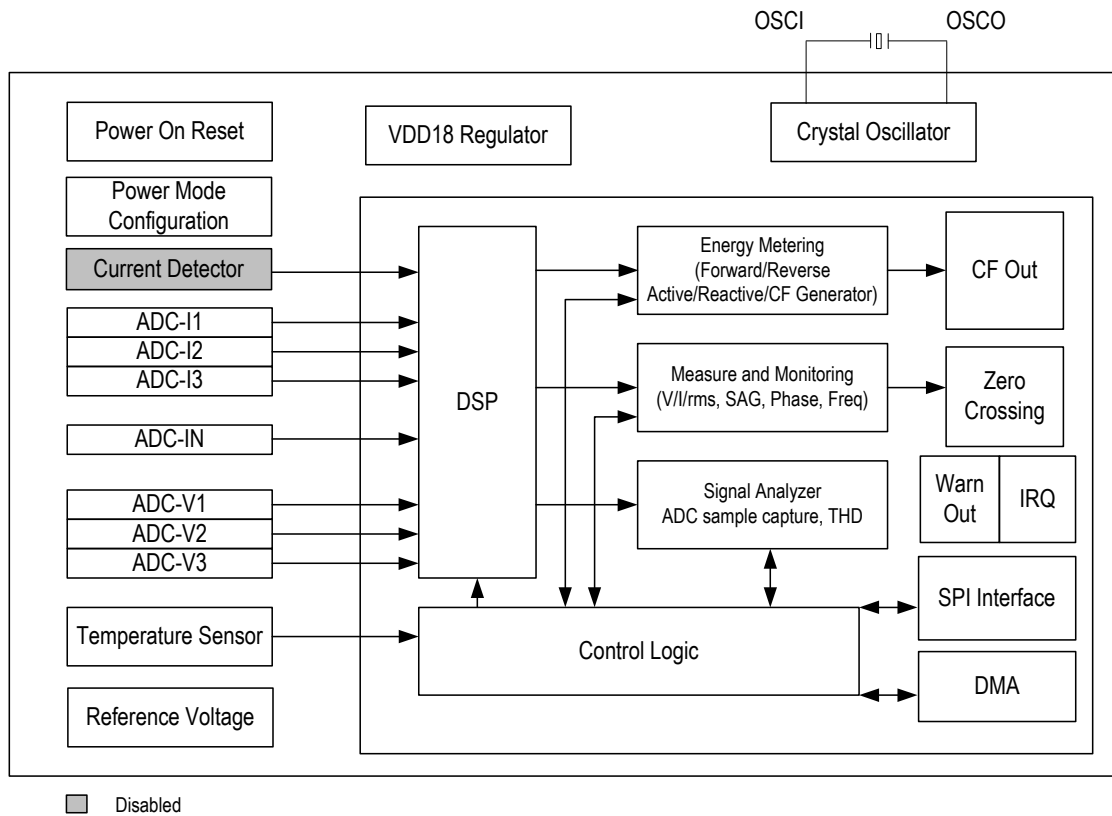 OSCI
OSCO
Power On Reset
VDD18 Regulator
Crystal Oscillator
Power Mode
Configuration
Current Detector
ADC-I1
ADC-I2
ADC-I3
ADC-IN
ADC-V1
ADC-V2
ADC-V3
Temperature Sensor
Reference Voltage
DSP
Energy Metering
(Forward/Reverse
Active/Reactive/CF Generator)
CF Out
Measure and Monitoring
(V/I/rms, SAG, Phase, Freq)
Zero
Crossing
Signal Analyzer
ADC sample capture, THD
Warn
Out
IRQ
Control Logic
SPI Interface
DMA
Disabled